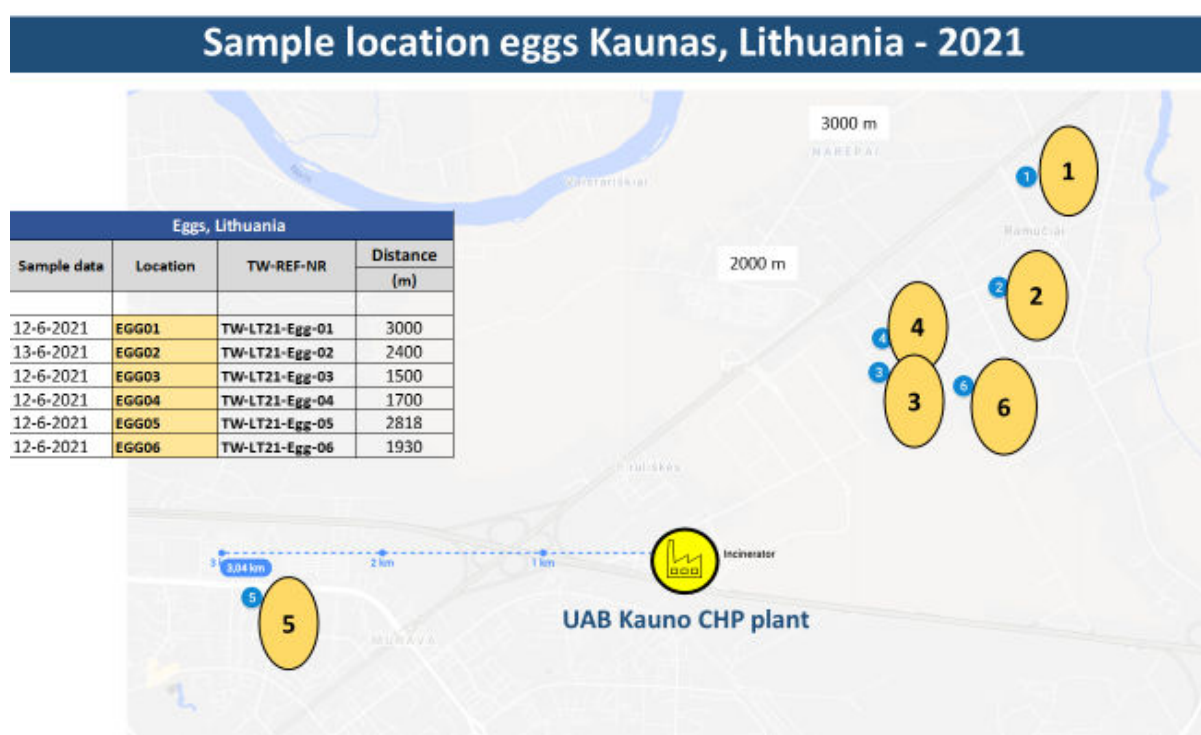 Sample location eggs Kaunas, Lithuania - 2021
3000 m
NAREPAI
1
1
Ramučiai
2000 m
2
2
4
4
3
3
6
6
Eggs, Lithuania
Sample data Location TW-REF-NR Distance (m)
12-6-2021 EGG01 TW-LT21-Egg-01 3000
13-6-2021 EGG02 TW-LT21-Egg-02 2400
12-6-2021 EGG03 TW-LT21-Egg-03 1500
12-6-2021 EGG04 TW-LT21-Egg-04 1700
12-6-2021 EGG05 TW-LT21-Egg-05 2818
12-6-2021 EGG06 TW-LT21-Egg-06 1930
Incinerator
3,04 km
2 km
1 km
5
5
UAB Kauno CHP plant
MURAVA